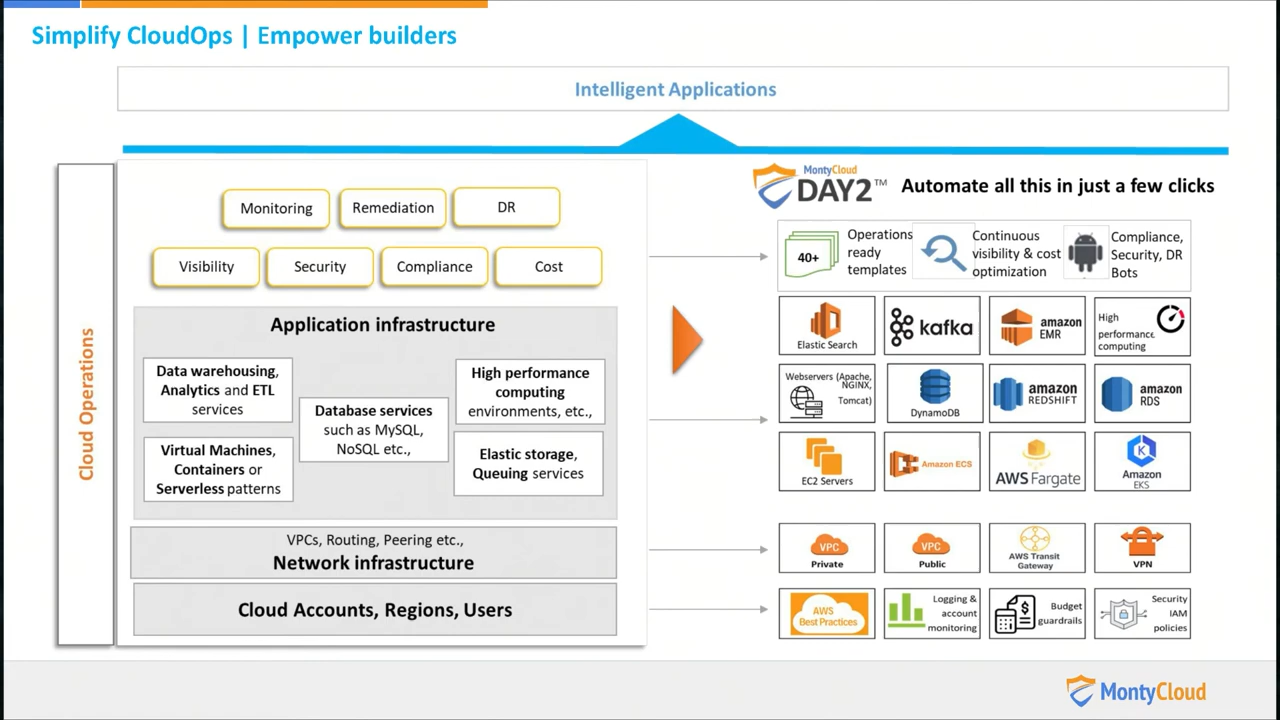 Simplify CloudOps | Empower builders
Intelligent Applications
Cloud Operations
Monitoring
Remediation
DR
Visibility
Security
Compliance
Cost
Application infrastructure
Data warehousing,
Analytics and ETL
services
Database services
such as MySQL,
NoSQL etc.,
High performance
computing
environments, etc.,
Virtual Machines,
Containers or
Serverless patterns
Elastic storage,
Queuing services
VPCs, Routing, Peering etc.,
Network infrastructure
Cloud Accounts, Regions, Users
MontyCloud
DAY2™
Automate all this in just a few clicks
40+
Operations
ready
templates
Continuous
visibility & cost
optimization
Compliance,
Security, DR
Bots
Elastic Search
kafka
amazon
EMR
High
performance
computing
Webservers (Apache,
NGINX,
Tomcat)
DynamoDB
amazon
REDSHIFT
amazon
RDS
EC2 Servers
Amazon ECS
AWS Fargate
Amazon
EKS
VPC
Private
VPC
Public
AWS Transit
Gateway
VPN
AWS
Best Practices
Logging &
account
monitoring
Budget
guardrails
Security
IAM
policies
MontyCloud